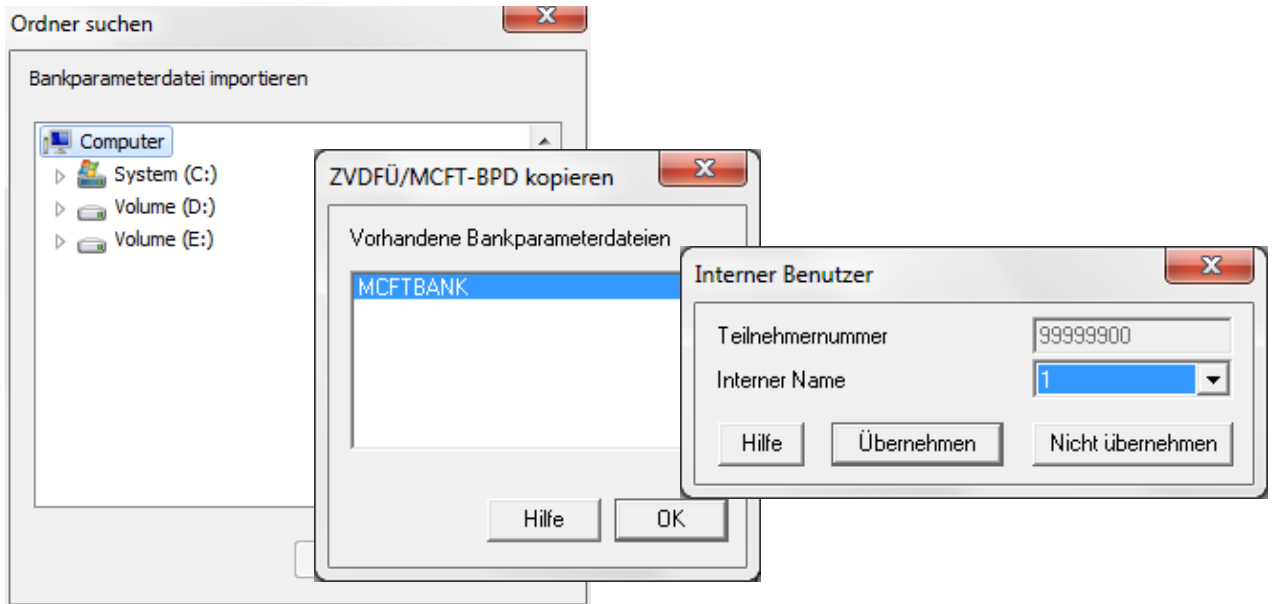 Ordner suchen
Bankparameterdatei importieren
Computer
System (C:)
Volume (D:)
Volume (E:)
ZVDFÜ/MCFT-BPD kopieren
Vorhandene Bankparameterdateien
MCFTBANK
Hilfe OK
Interner Benutzer
Teilnehmernummer 99999900
Interner Name 1
Hilfe Übernehmen Nicht übernehmen